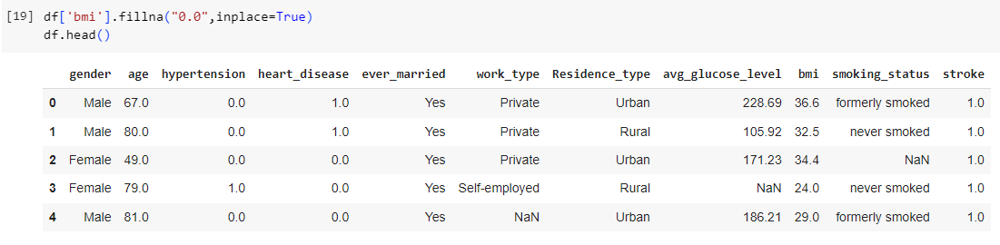 [19] df['bmi'].fillna("0.0",inplace=True)
df.head()
gender age hypertension heart_disease ever_married work_type Residence_type avg_glucose_level bmi smoking_status stroke
0 Male 67.0 0.0 1.0 Yes Private Urban 228.69 36.6 formerly smoked 1.0
1 Male 80.0 0.0 1.0 Yes Private Rural 105.92 32.5 never smoked 1.0
2 Female 49.0 0.0 0.0 Yes Private Urban 171.23 34.4 NaN 1.0
3 Female 79.0 1.0 0.0 Yes Self-employed Rural NaN 24.0 never smoked 1.0
4 Male 81.0 0.0 0.0 Yes NaN Urban 186.21 29.0 formerly smoked 1.0